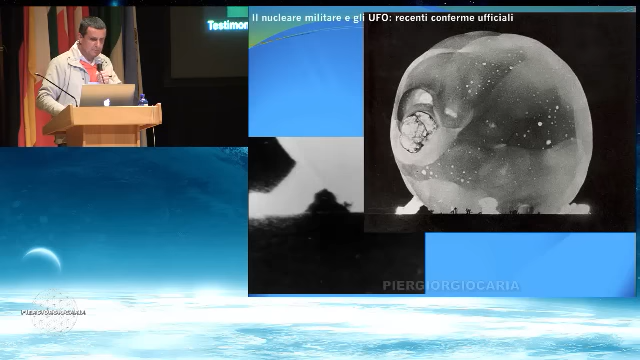 Testimon
Il nucleare militare e gli UFO: recenti conferme ufficiali
PIERGIORGIOCARIA
PIERGIORGIOCARIA